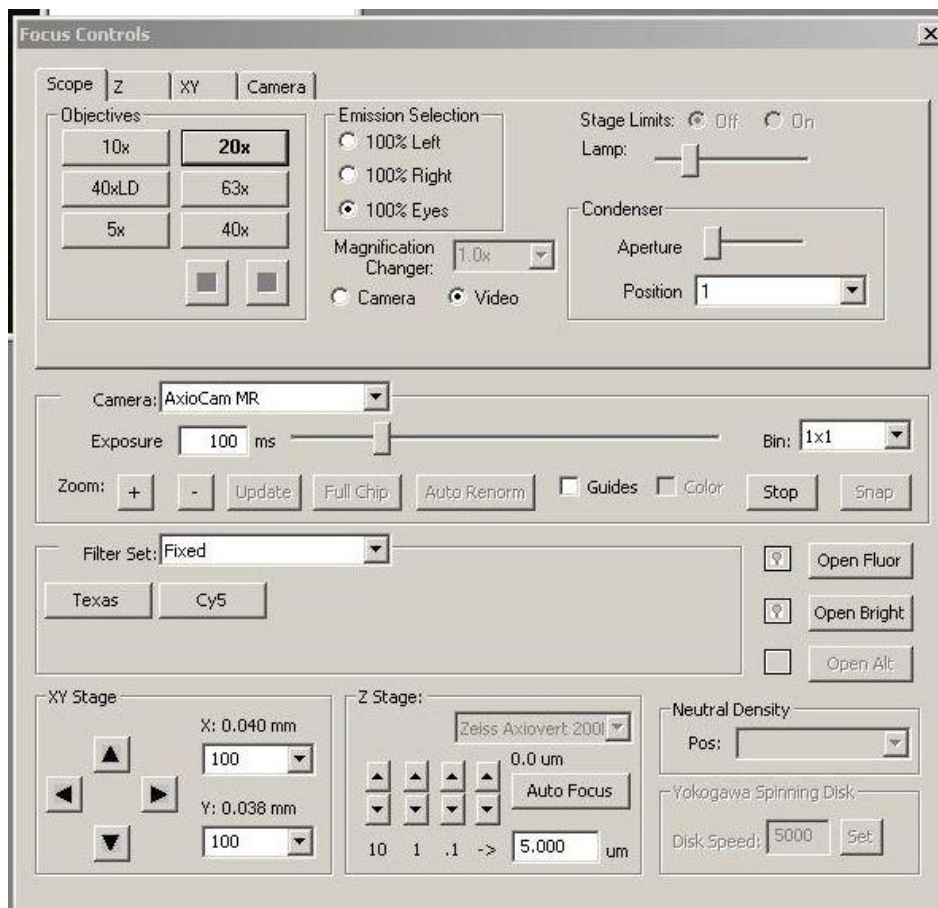 Focus Controls
Scope Z XY Camera
Objectives
10x 20x
40xLD 63x
5x 40x
Emission Selection
100% Left
100% Right
100% Eyes
Magnification
Changer: 1.0x
Camera Video
Stage Limits: Off On
Lamp:
Condenser
Aperture
Position 1
Camera: AxioCam MR
Exposure 100 ms Bin: 1x1
Zoom: + - Update Full Chip Auto Renorm Guides Color Stop Snap
Filter Set: Fixed
Texas Cy5
Open Fluor
Open Bright
Open Alt
XY Stage
X: 0.040 mm
100
Y: 0.038 mm
100
Z Stage:
Zeiss Axiovert 200
0.0 um
Auto Focus
10 1 .1 -> 5.000 um
Neutral Density
Pos:
Yokogawa Spinning Disk
Disk Speed: 5000 Set